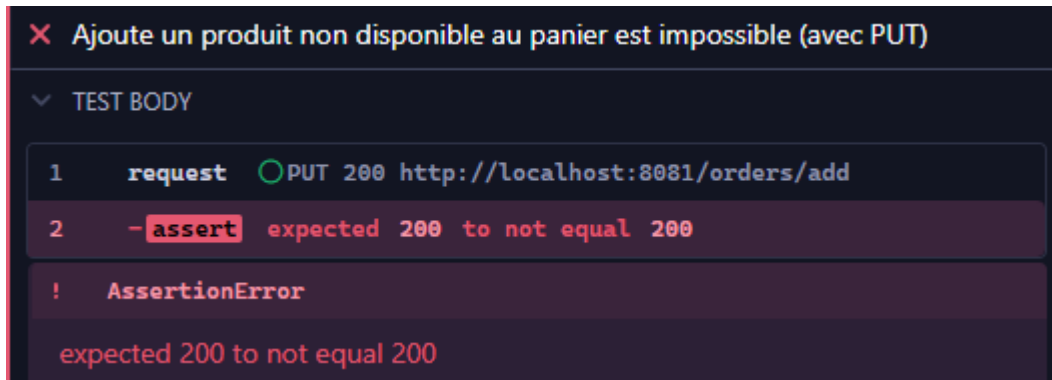 ✕ Ajoute un produit non disponible au panier est impossible (avec PUT)
TEST BODY
1 request PUT 200 http://localhost:8081/orders/add
2 -assert expected 200 to not equal 200
! AssertionError
expected 200 to not equal 200